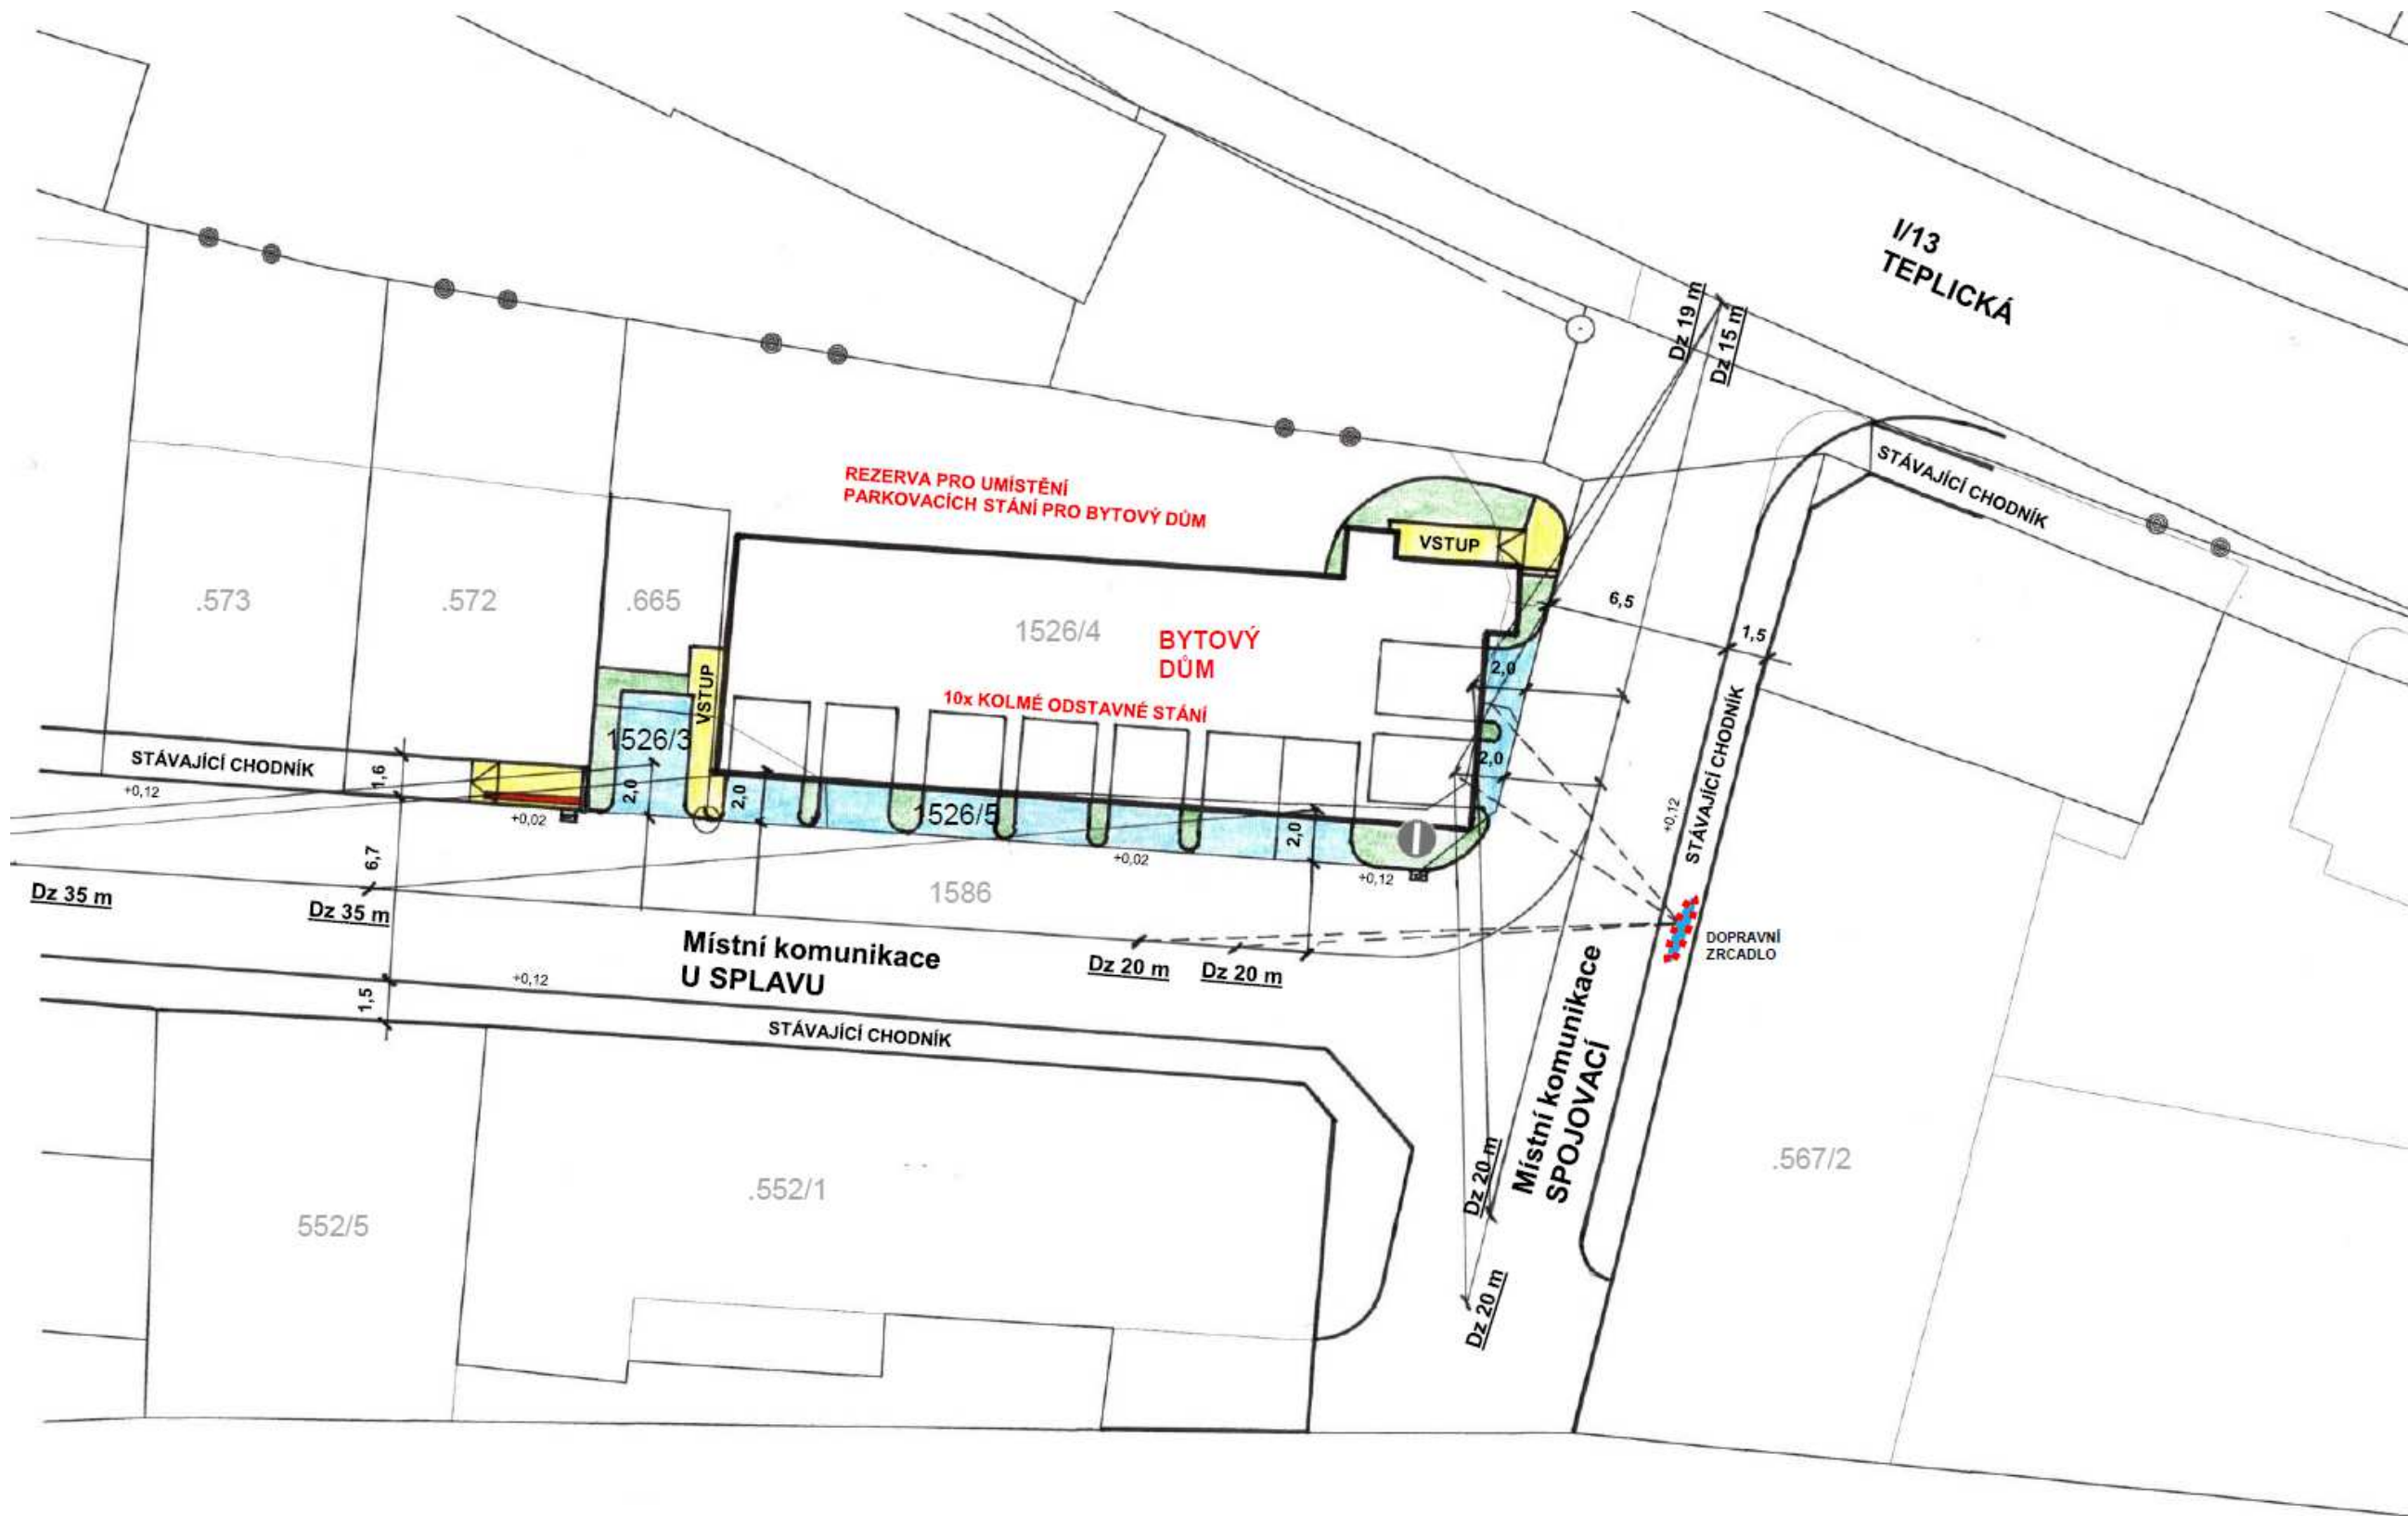 I/13
TEPLICKÁ
Dz 19 m
Dz 15 m
STÁVAJÍCÍ CHODNÍK
REZERVA PRO UMÍSTĚNÍ
PARKOVACÍCH STÁNÍ PRO BYTOVÝ DŮM
VSTUP
.573
.572
.665
1526/4
BYTOVÝ
DŮM
10x KOLMÉ ODSTAVNÉ STÁNÍ
6,5
1,5
2,0
2,0
VSTUP
1526/3
STÁVAJÍCÍ CHODNÍK
1,6
+0,12
+0,02
2,0
2,0
1526/5
2,0
+0,02
+0,12
+0,12
STÁVAJÍCÍ CHODNÍK
6,7
Dz 35 m
Dz 35 m
1586
Místní komunikace
U SPLAVU
Dz 20 m
Dz 20 m
DOPRAVNÍ
ZRCADLO
+0,12
1,5
STÁVAJÍCÍ CHODNÍK
Místní komunikace
SPOJOVACÍ
Dz 20 m
Dz 20 m
552/5
.552/1
.567/2